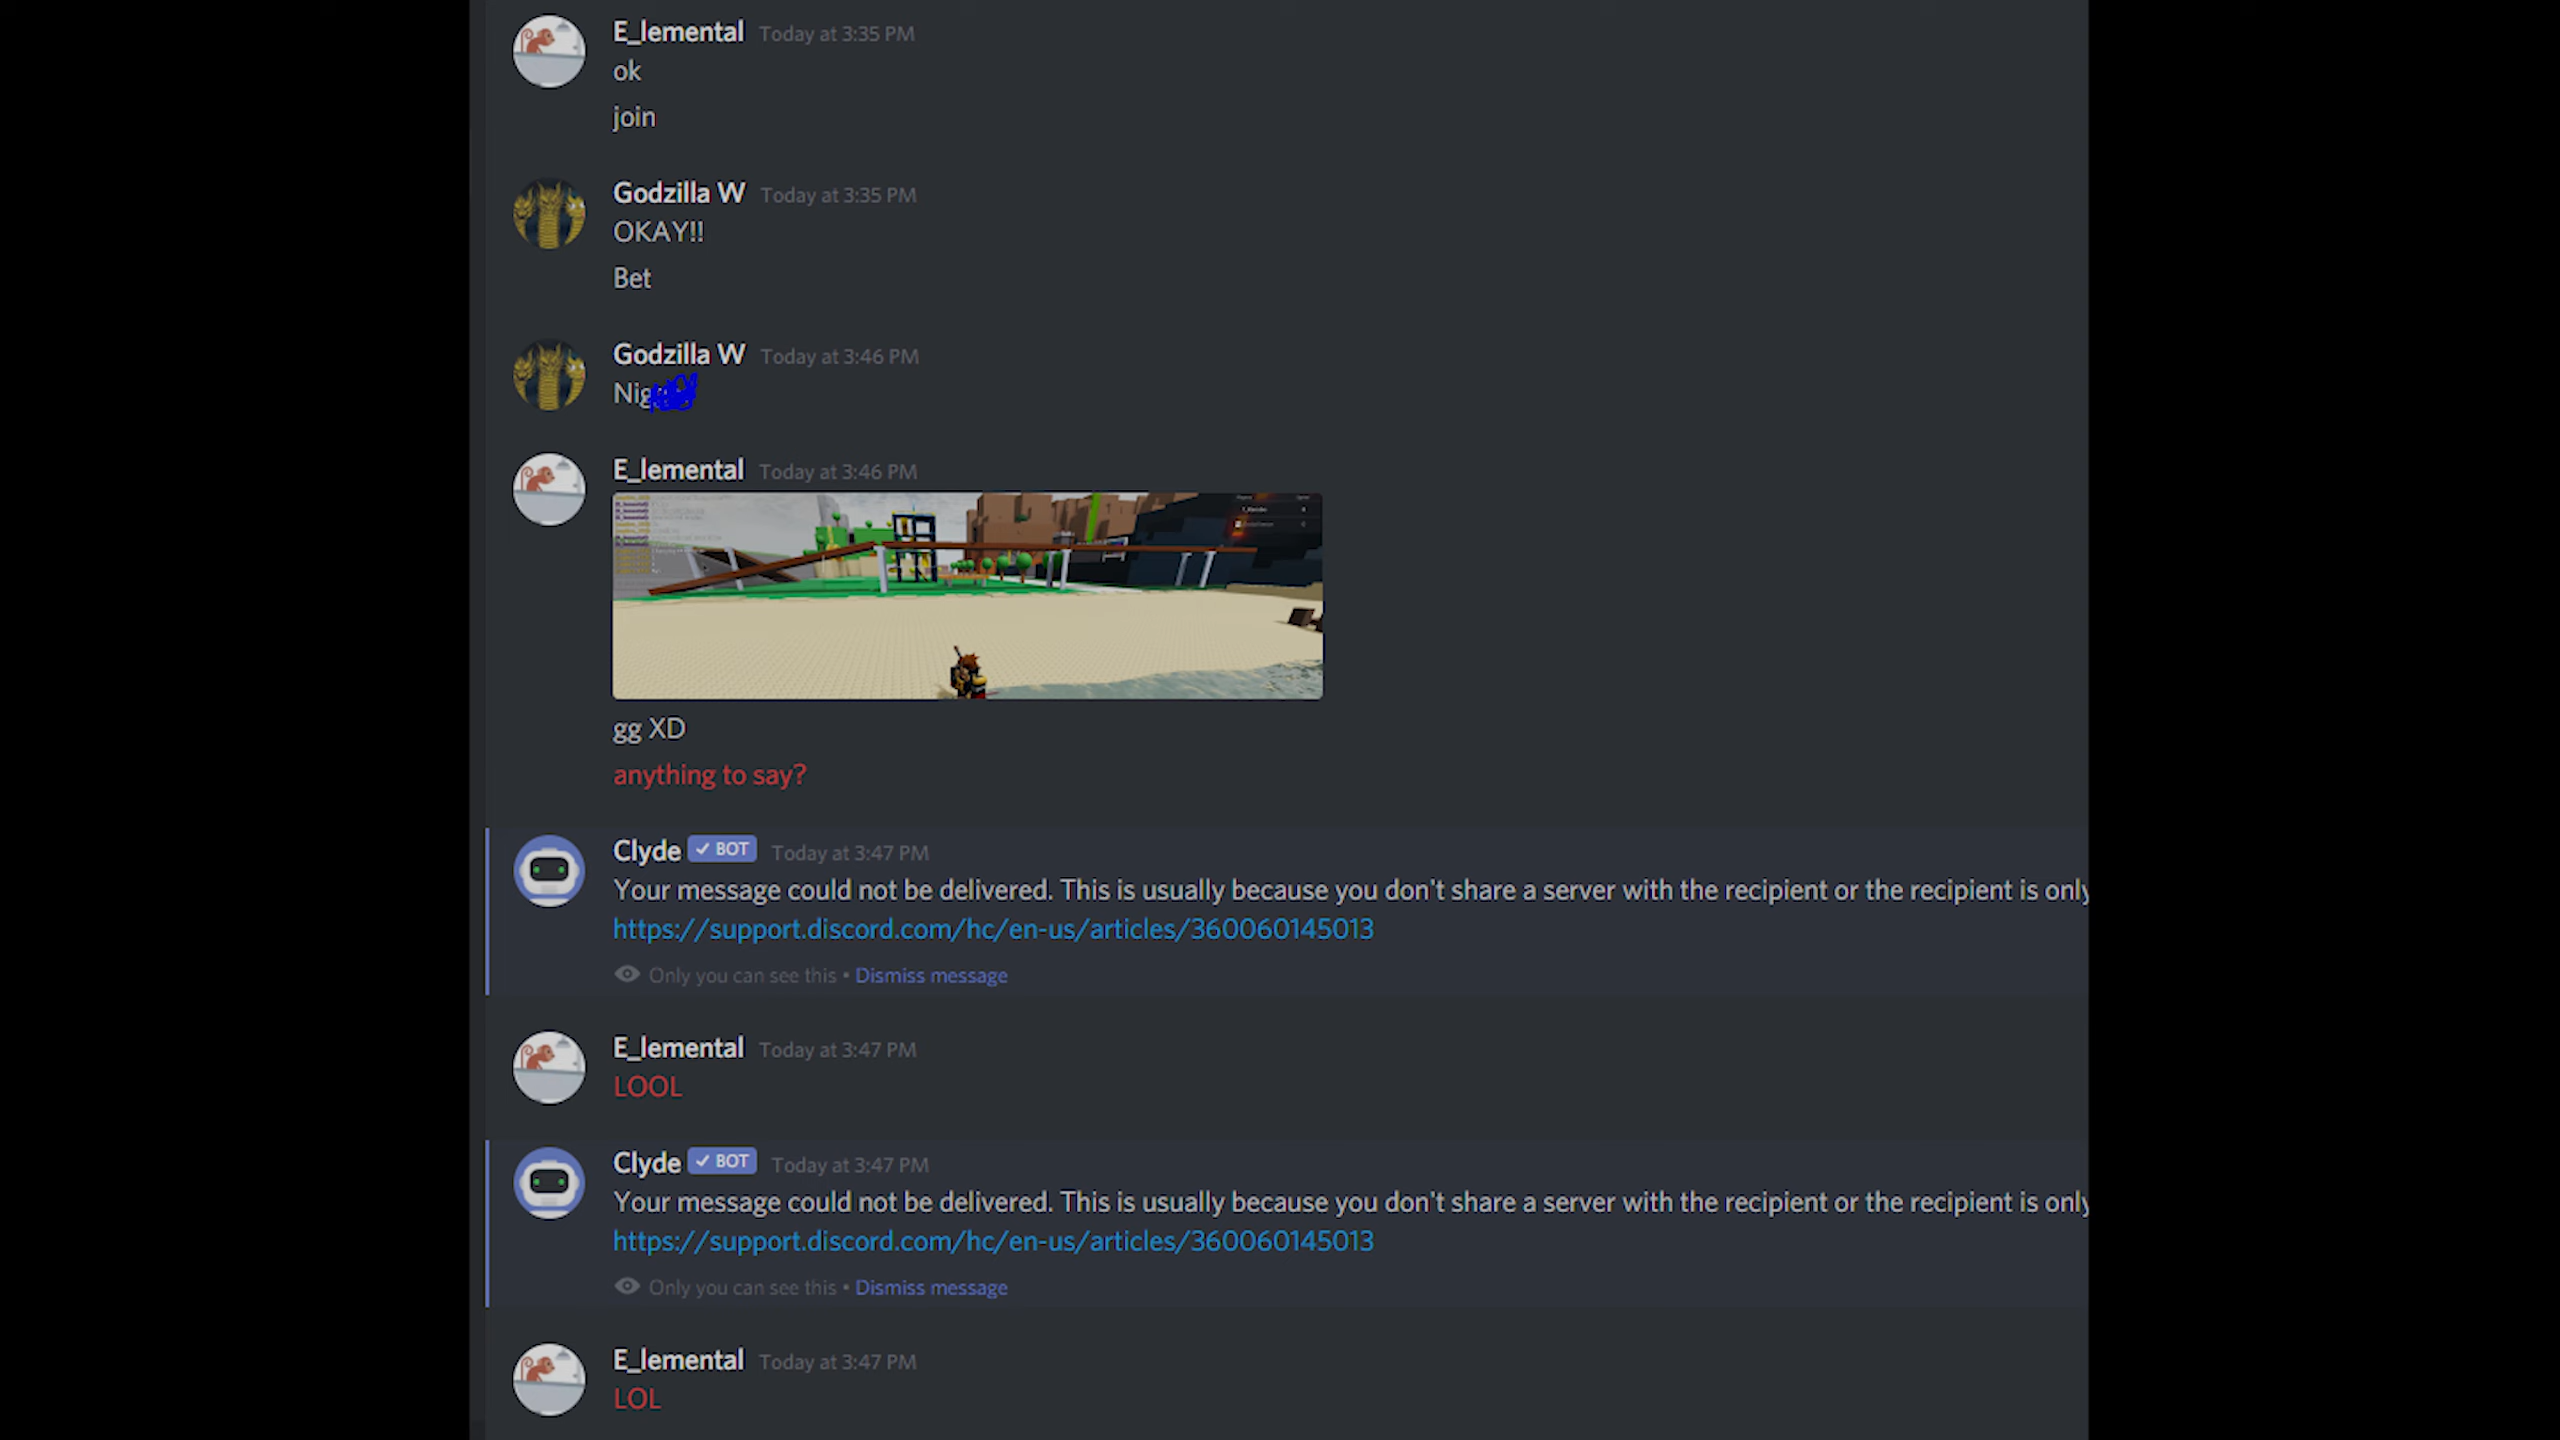 E_lemental Today at 3:35 PM
ok
join
Godzilla W Today at 3:35 PM
OKAY!!
Bet
Godzilla W Today at 3:46 PM
Nig
E_lemental Today at 3:46 PM
gg XD
anything to say?
Clyde ✓ BOT Today at 3:47 PM
Your message could not be delivered. This is usually because you don't share a server with the recipient or the recipient is only
https://support.discord.com/hc/en-us/articles/360060145013
Only you can see this • Dismiss message
E_lemental Today at 3:47 PM
LOOL
Clyde ✓ BOT Today at 3:47 PM
Your message could not be delivered. This is usually because you don't share a server with the recipient or the recipient is only
https://support.discord.com/hc/en-us/articles/360060145013
Only you can see this • Dismiss message
E_lemental Today at 3:47 PM
LOL